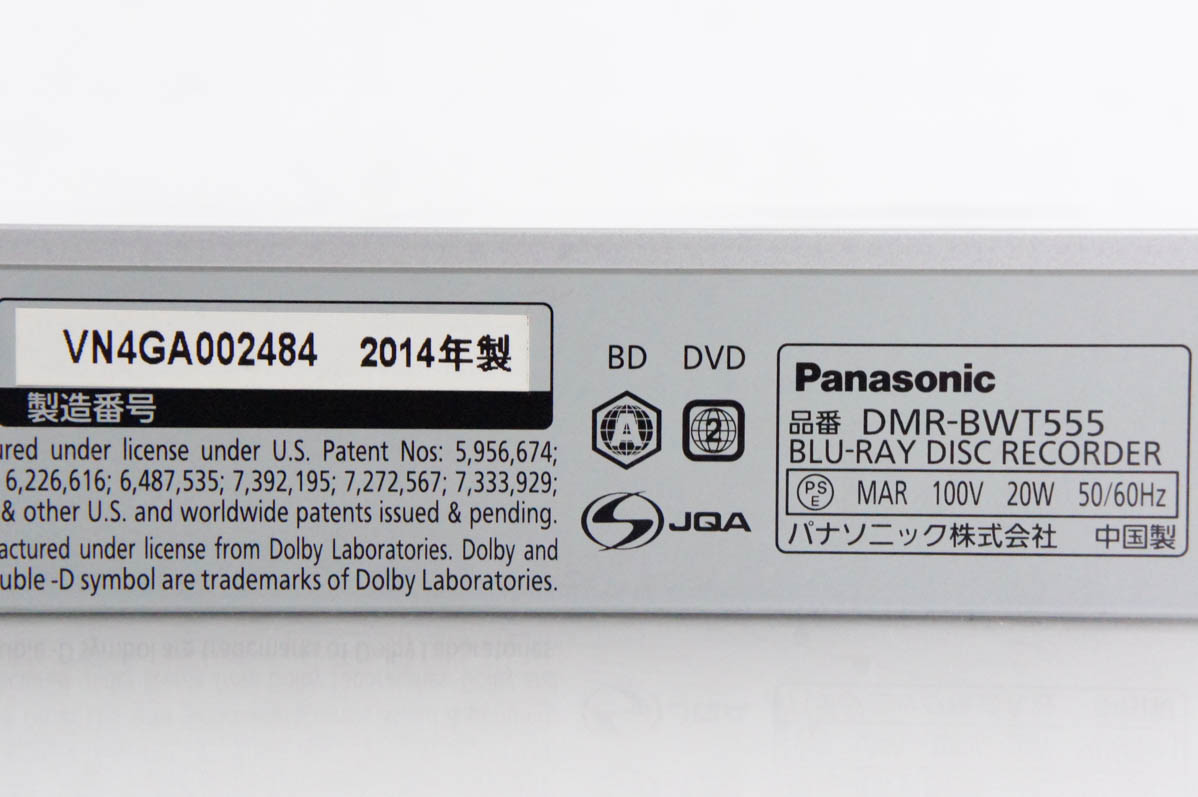 VN4GA002484 2014年製
製造番号
ured under license under U.S. Patent Nos: 5,956,674;
6,226,616; 6,487,535; 7,392,195; 7,272,567; 7,333,929;
& other U.S. and worldwide patents issued & pending.
actured under license from Dolby Laboratories. Dolby and
uble -D symbol are trademarks of Dolby Laboratories.
BD DVD
A 2
JQA
Panasonic
品番 DMR-BWT555
BLU-RAY DISC RECORDER
PSE MAR 100V 20W 50/60Hz
パナソニック株式会社 中国製